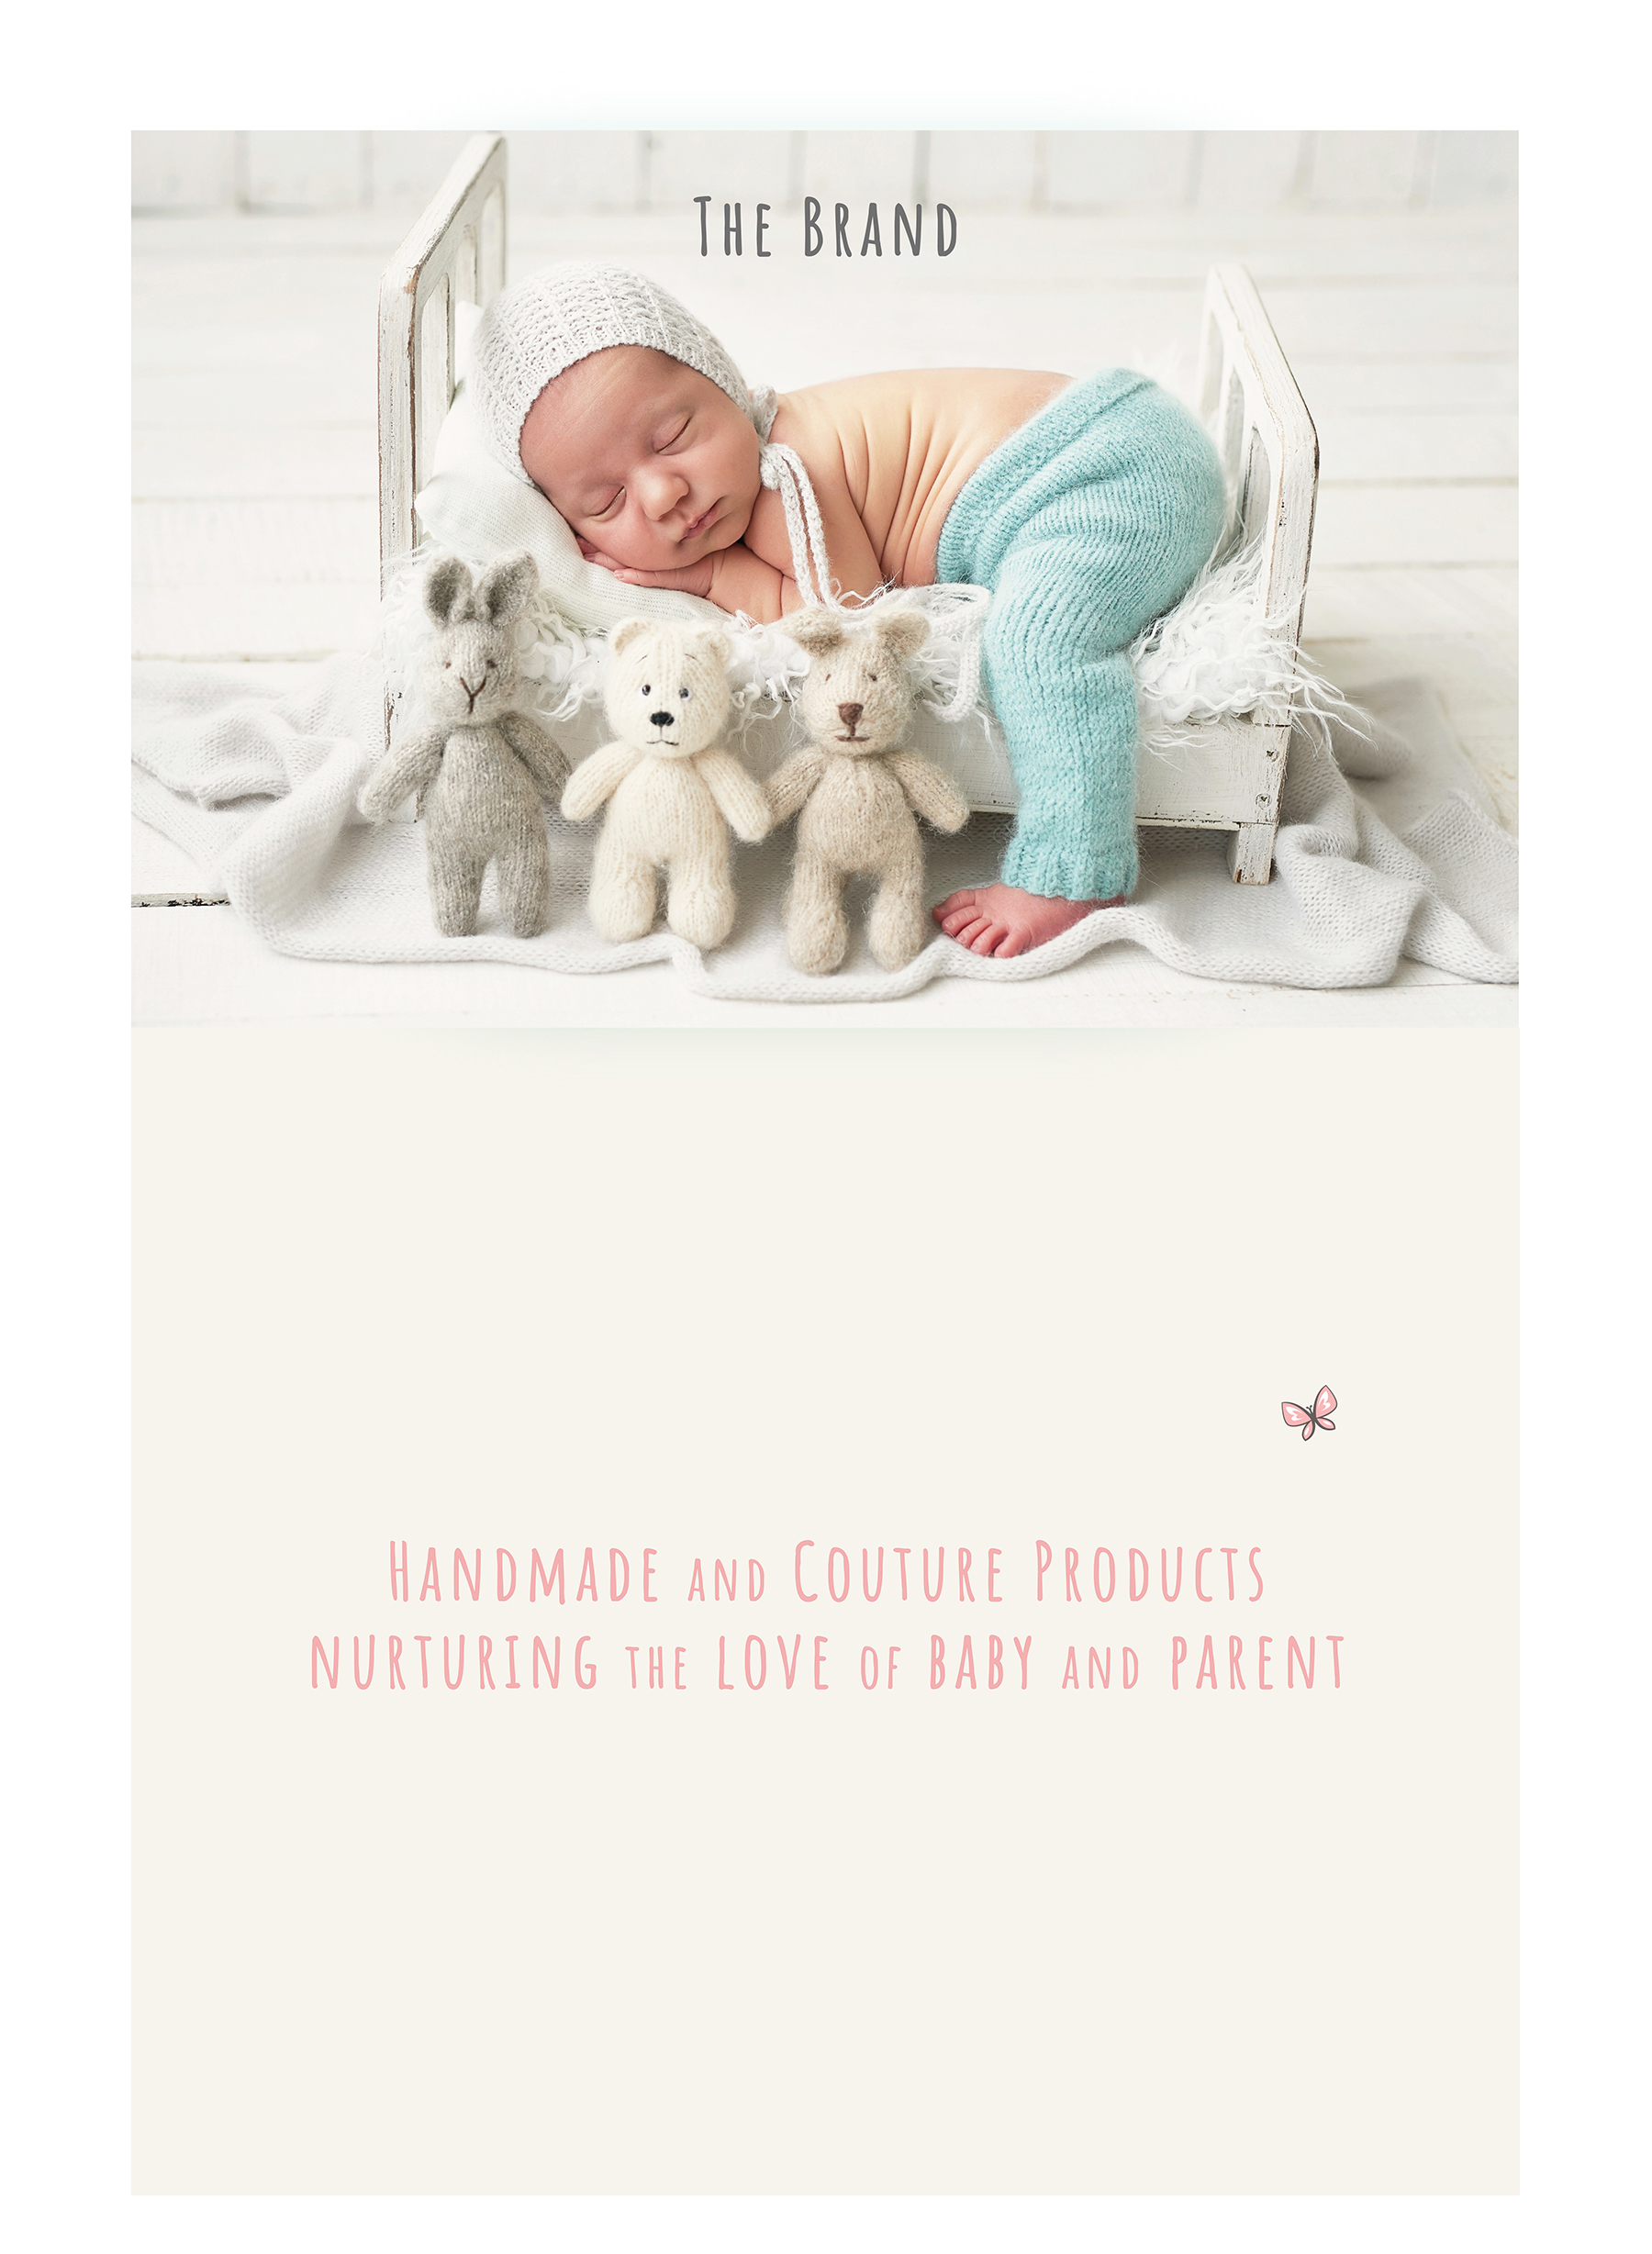 The Brand
Handmade and Couture Products
NURTURING THE LOVE OF BABY AND PARENT